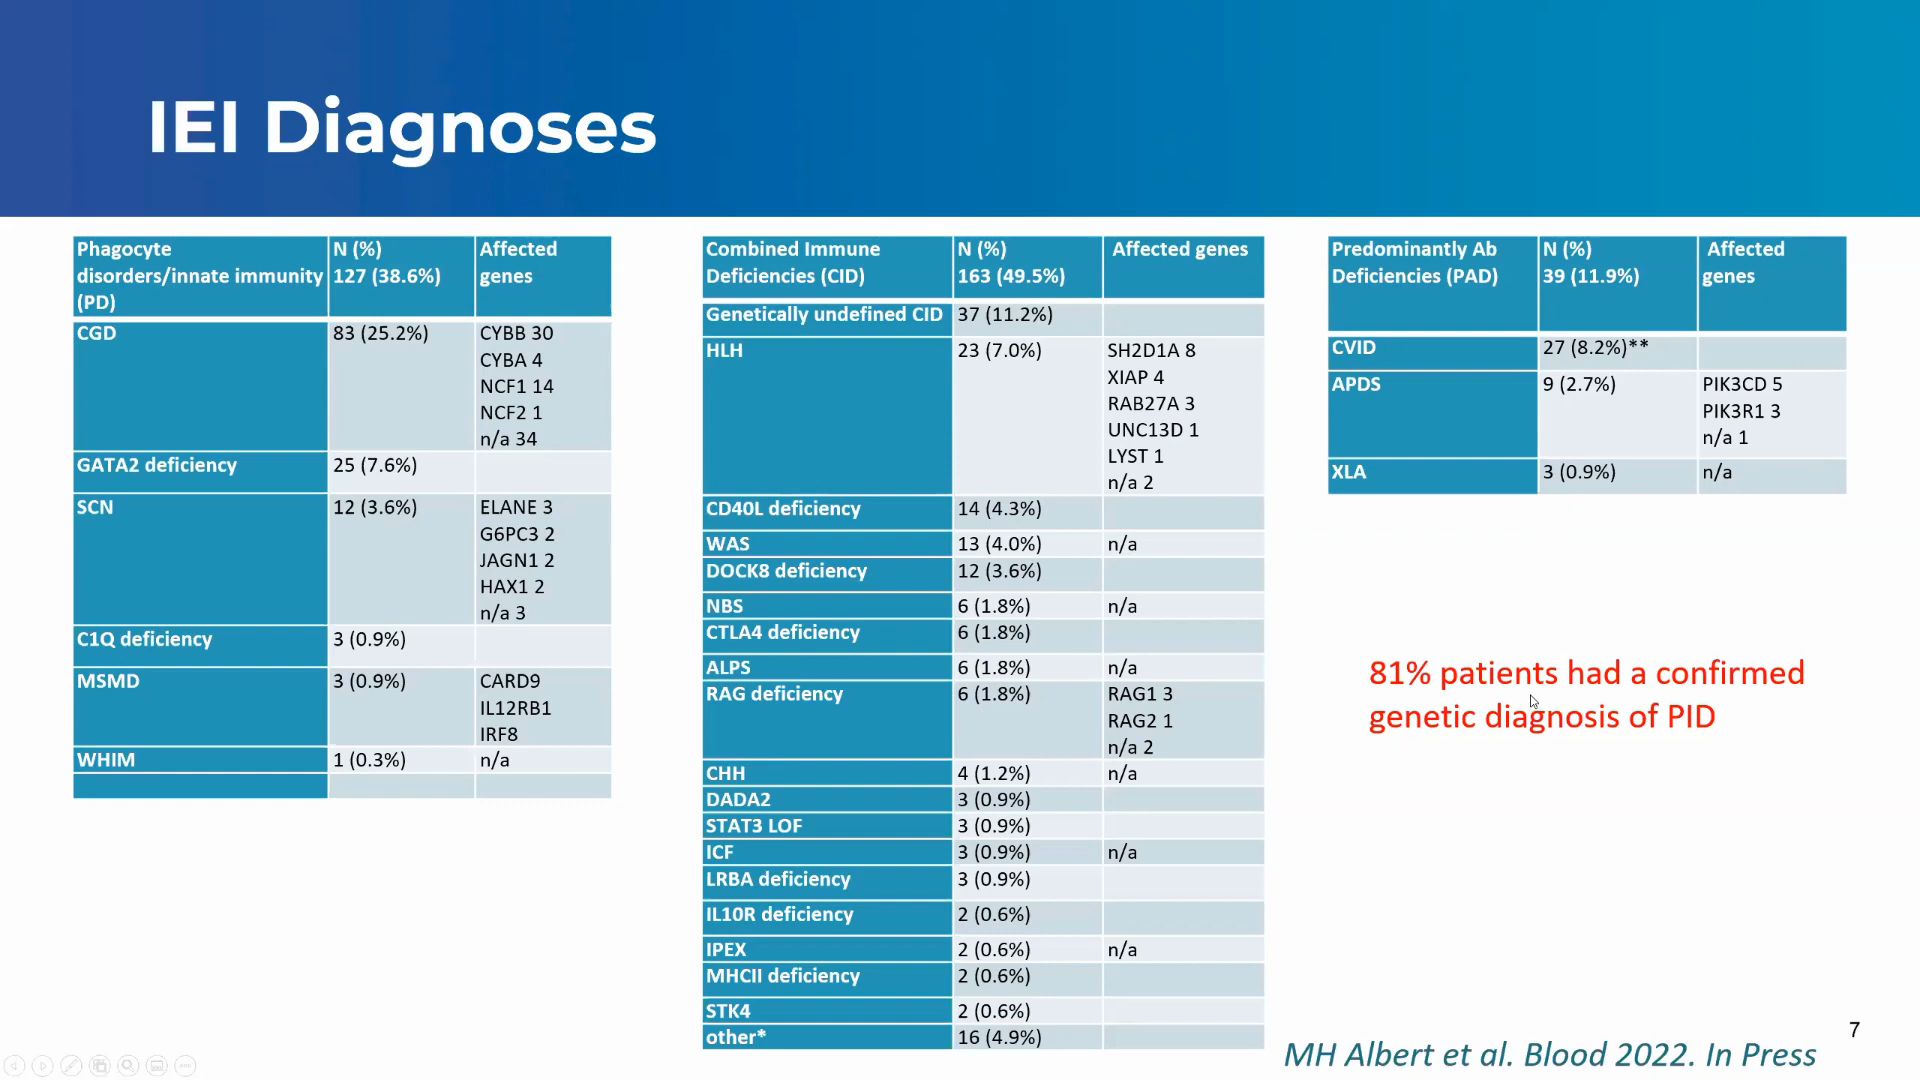 IEI Diagnoses
Phagocyte
disorders/innate immunity
(PD)
N (%)
127 (38.6%)
Affected
genes
CGD
83 (25.2%)
CYBB 30
CYBA 4
NCF1 14
NCF2 1
n/a 34
GATA2 deficiency
25 (7.6%)
SCN
12 (3.6%)
ELANE 3
G6PC3 2
JAGN1 2
HAX1 2
n/a 3
C1Q deficiency
3 (0.9%)
MSMD
3 (0.9%)
CARD9
IL12RB1
IRF8
WHIM
1 (0.3%)
n/a
Combined Immune
Deficiencies (CID)
N (%)
163 (49.5%)
Affected genes
Genetically undefined CID
37 (11.2%)
HLH
23 (7.0%)
SH2D1A 8
XIAP 4
RAB27A 3
UNC13D 1
LYST 1
n/a 2
CD40L deficiency
14 (4.3%)
WAS
13 (4.0%)
n/a
DOCK8 deficiency
12 (3.6%)
NBS
6 (1.8%)
n/a
CTLA4 deficiency
6 (1.8%)
ALPS
6 (1.8%)
n/a
RAG deficiency
6 (1.8%)
RAG1 3
RAG2 1
n/a 2
CHH
4 (1.2%)
n/a
DADA2
3 (0.9%)
STAT3 LOF
3 (0.9%)
ICF
3 (0.9%)
n/a
LRBA deficiency
3 (0.9%)
IL10R deficiency
2 (0.6%)
IPEX
2 (0.6%)
n/a
MHCII deficiency
2 (0.6%)
STK4
2 (0.6%)
other*
16 (4.9%)
Predominantly Ab
Deficiencies (PAD)
N (%)
39 (11.9%)
Affected
genes
CVID
27 (8.2%)**
APDS
9 (2.7%)
PIK3CD 5
PIK3R1 3
n/a 1
XLA
3 (0.9%)
n/a
81% patients had a confirmed
genetic diagnosis of PID
7
MH Albert et al. Blood 2022. In Press